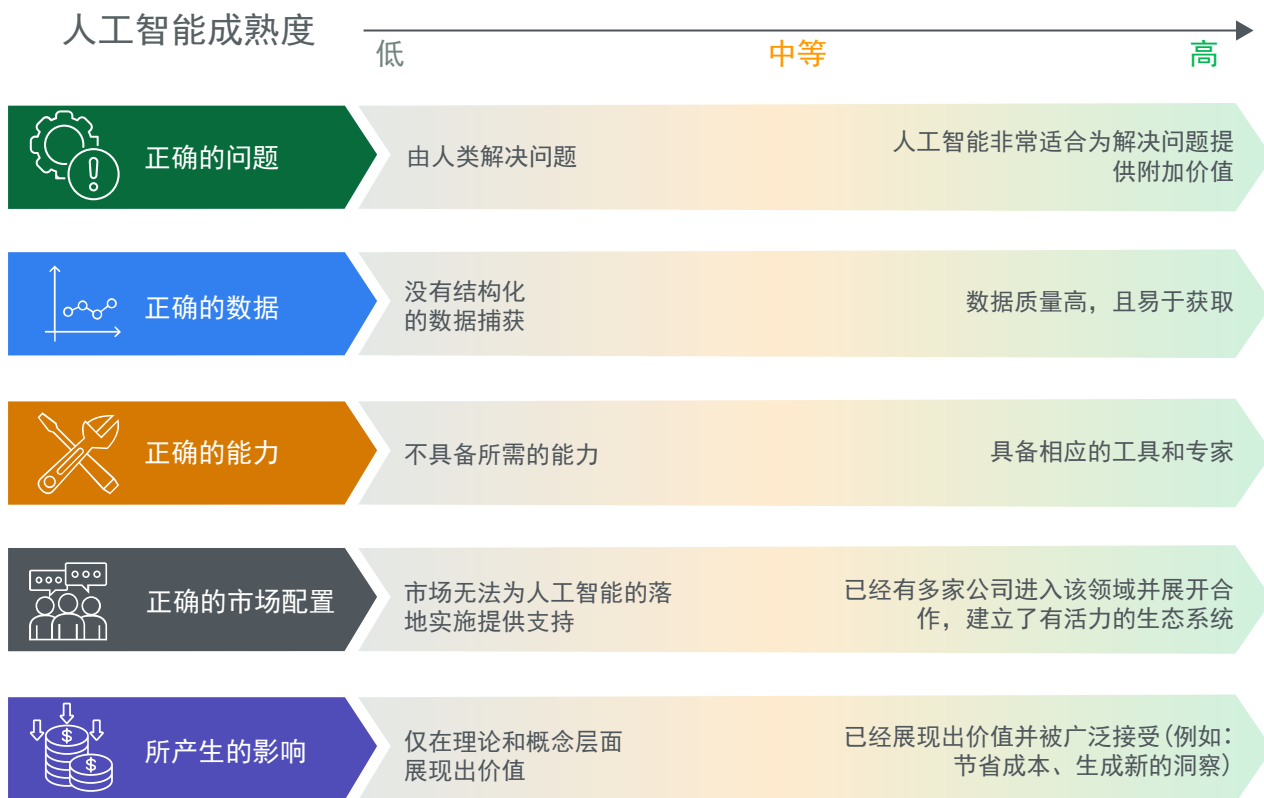 人工智能成熟度
低
中等
高
正确的问题
由人类解决问题
人工智能非常适合为解决问题提
供附加价值
正确的数据
没有结构化
的数据捕获
数据质量高，且易于获取
正确的能力
不具备所需的能力
具备相应的工具和专家
正确的市场配置
市场无法为人工智能的落
地实施提供支持
已经有多家公司进入该领域并展开合
作，建立了有活力的生态系统
所产生的影响
$
$
仅在理论和概念层面
展现出价值
已经展现出价值并被广泛接受(例如：
节省成本、生成新的洞察)